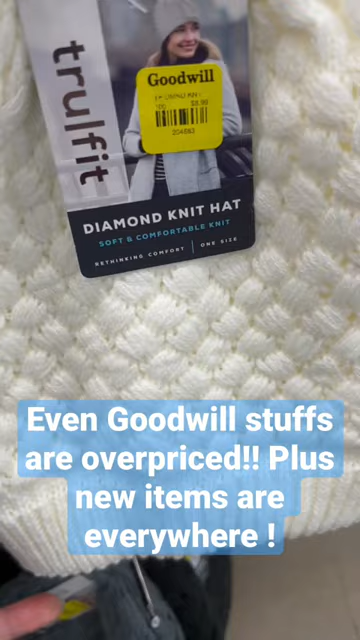 trulfit
Goodwill
$8.99
204883
DIAMOND KNIT HAT
SOFT & COMFORTABLE KNIT
RETHINKING COMFORT | ONE SIZE
Even Goodwill stuffs
are overpriced!! Plus
new items are
everywhere !